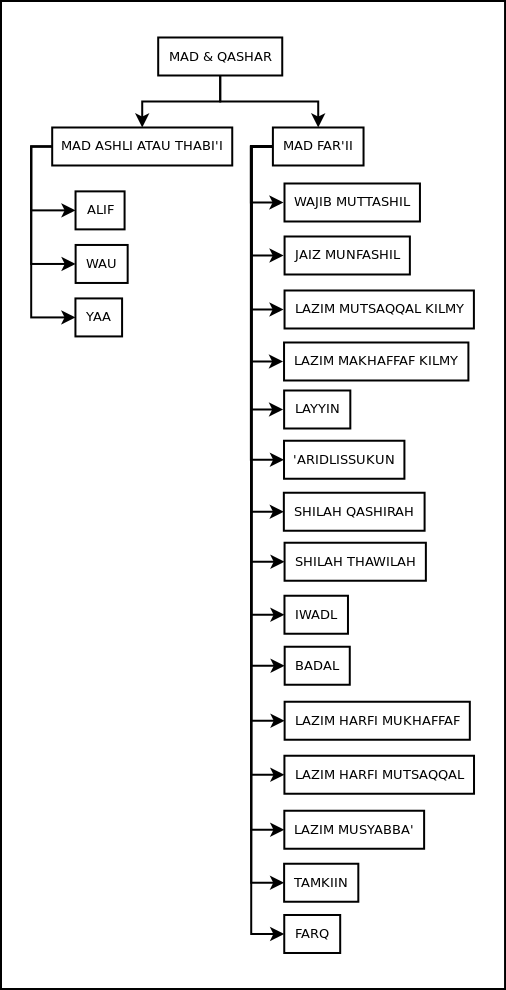 MAD & QASHAR
MAD ASHLI ATAU THABI'I
ALIF
WAU
YAA
MAD FAR'II
WAJIB MUTTASHIL
JAIZ MUNFASHIL
LAZIM MUTSAQQAL KILMY
LAZIM MAKHAFFAF KILMY
LAYYIN
'ARIDLISSUKUN
SHILAH QASHIRAH
SHILAH THAWILAH
IWADL
BADAL
LAZIM HARFI MUKHAFFAF
LAZIM HARFI MUTSAQQAL
LAZIM MUSYABBA'
TAMKIIN
FARQ